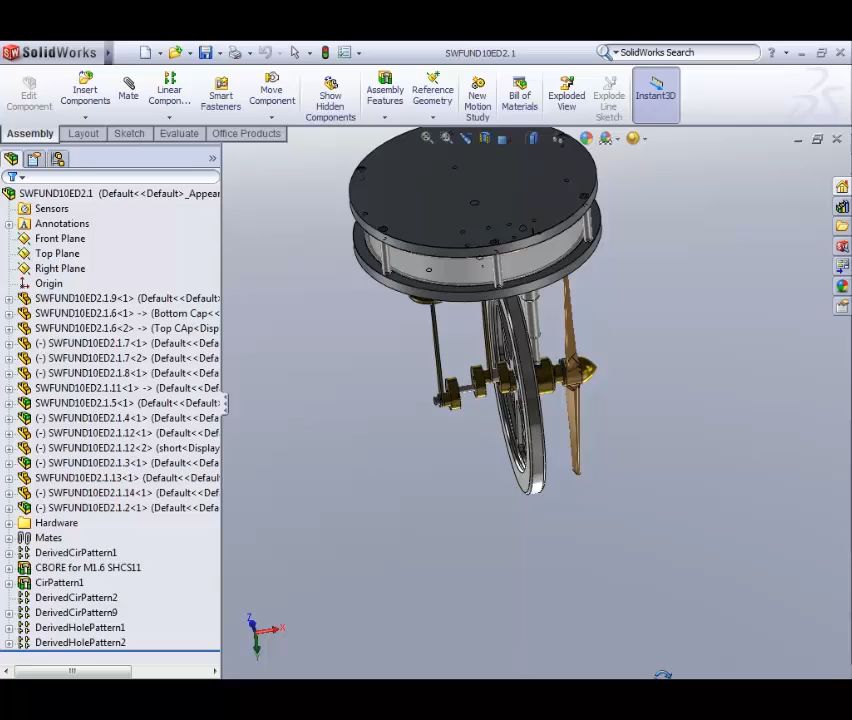 SolidWorks
SWFUND10ED2.1
SolidWorks Search
Edit Component
Insert Components
Mate
Linear Compon...
Smart Fasteners
Move Component
Show Hidden Components
Assembly Features
Reference Geometry
New Motion Study
Bill of Materials
Exploded View
Explode Line Sketch
Instant3D
Assembly
Layout
Sketch
Evaluate
Office Products
SWFUND10ED2.1 (Default<<Default>_Appear
Sensors
Annotations
Front Plane
Top Plane
Right Plane
Origin
SWFUND10ED2.1.9<1> (Default<<Default
SWFUND10ED2.1.6<1> -> (Bottom Cap<<
SWFUND10ED2.1.6<2> -> (Top CAp<Disp
(-) SWFUND10ED2.1.7<1> (Default<<Def
(-) SWFUND10ED2.1.7<2> (Default<<Def
(-) SWFUND10ED2.1.8<1> (Default<<Def
SWFUND10ED2.1.11<1> -> (Default<<Def
SWFUND10ED2.1.5<1> (Default<<Default
(-) SWFUND10ED2.1.4<1> (Default<<Defa
(-) SWFUND10ED2.1.12<1> (Default<<Def
(-) SWFUND10ED2.1.12<2> (short<Display
(-) SWFUND10ED2.1.3<1> (Default<<Defa
SWFUND10ED2.1.13<1> (Default<<Defaul
(-) SWFUND10ED2.1.14<1> (Default<<Def
(-) SWFUND10ED2.1.2<1> (Default<<Defa
Hardware
Mates
DerivedCirPattern1
CBORE for M1.6 SHCS11
CirPattern1
DerivedCirPattern2
DerivedCirPattern9
DerivedHolePattern1
DerivedHolePattern2
Z
X
Y